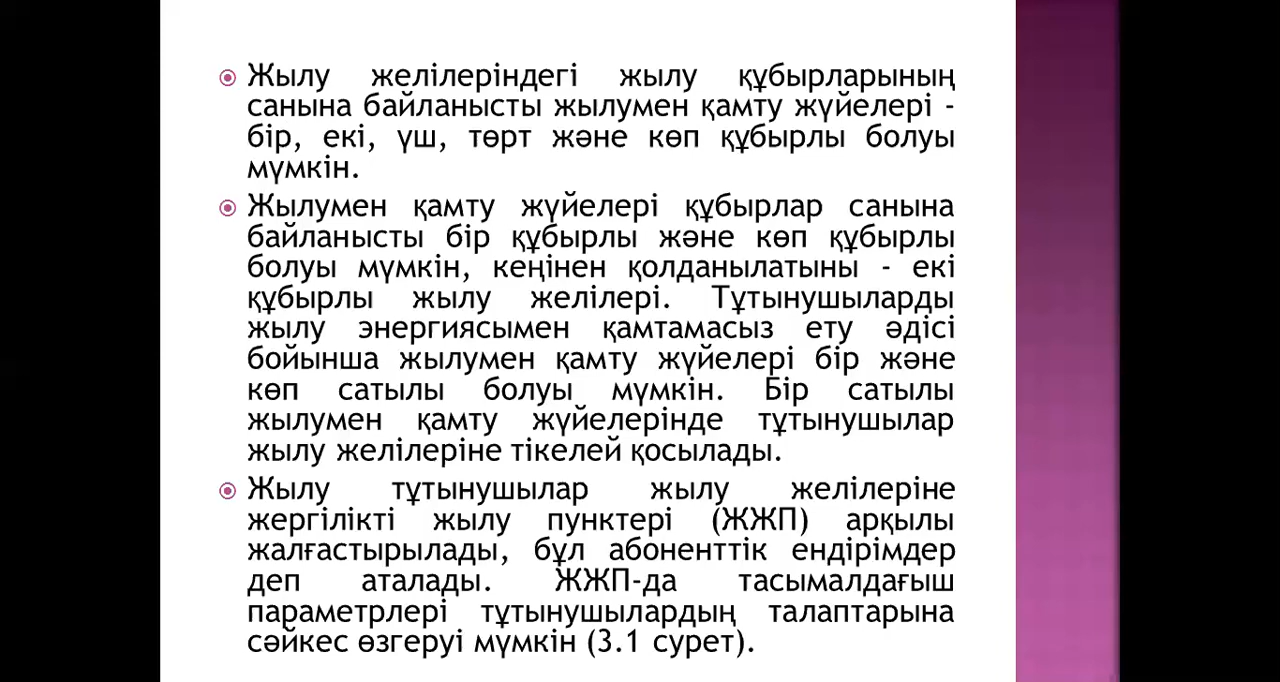 Жылу желілеріндегі жылу құбырларының
санына байланысты жылумен қамту жүйелері -
бір, екі, үш, төрт және көп құбырлы болуы
мүмкін.
Жылумен қамту жүйелері құбырлар санына
байланысты бір құбырлы және көп құбырлы
болуы мүмкін, кеңінен қолданылатыны - екі
құбырлы жылу желілері. Тұтынушыларды
жылу энергиясымен қамтамасыз ету әдісі
бойынша жылумен қамту жүйелері бір және
көп сатылы болуы мүмкін. Бір сатылы
жылумен қамту жүйелерінде тұтынушылар
жылу желілеріне тікелей қосылады.
Жылу тұтынушылар жылу желілеріне
жергілікті жылу пунктері (ЖЖП) арқылы
жалғастырылады, бұл абоненттік ендірімдер
деп аталады. ЖЖП-да тасымалдағыш
параметрлері тұтынушылардың талаптарына
сәйкес өзгеруі мүмкін (3.1 сурет).